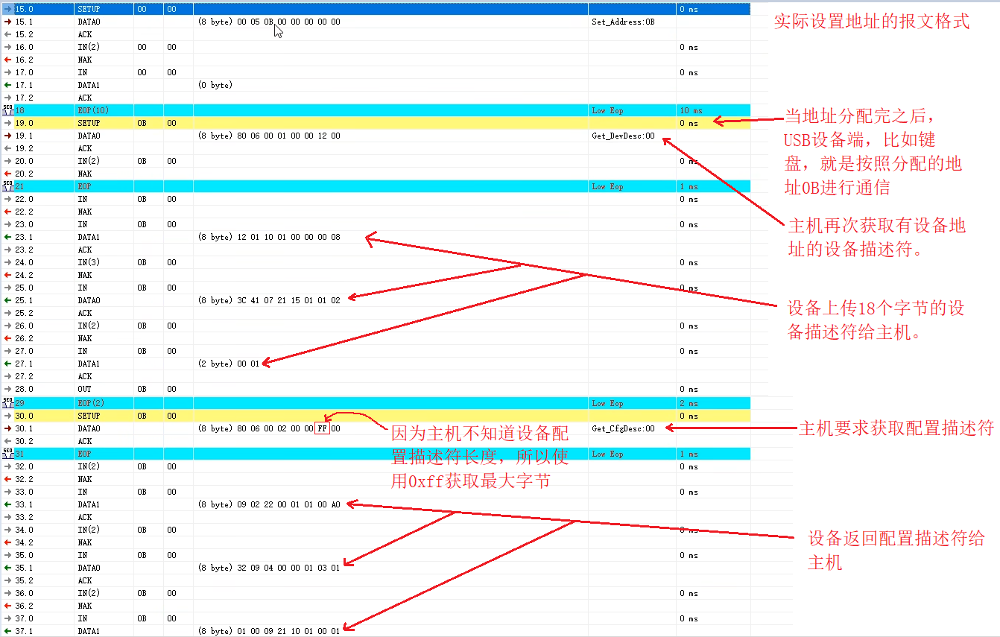 15.0 SETUP 00 00 0 ms
实际设置地址的报文格式
15.1 DATA0 (8 byte) 00 05 0B 00 00 00 00 00 Set_Address:0B
15.2 ACK
16.0 IN(2) 00 00 0 ms
16.2 NAK
17.0 IN 00 00 0 ms
17.1 DATA1 (0 byte)
17.2 ACK
SEQ 18 EOP(10) Low Eop 10 ms
19.0 SETUP 0B 00 0 ms
当地址分配完之后，
USB设备端，比如键
盘，就是按照分配的地
址0B进行通信
19.1 DATA0 (8 byte) 80 06 00 01 00 00 12 00 Get_DevDesc:00
19.2 ACK
20.0 IN(2) 0B 00 0 ms
20.2 NAK
SEQ 21 EOP Low Eop 1 ms
22.0 IN 0B 00 0 ms
22.2 NAK
23.0 IN 0B 00 0 ms
主机再次获取有设备地
址的设备描述符。
23.1 DATA1 (8 byte) 12 01 10 01 00 00 00 08
23.2 ACK
24.0 IN(3) 0B 00 0 ms
24.2 NAK
25.0 IN 0B 00 0 ms
25.1 DATA0 (8 byte) 3C 41 07 21 15 01 01 02
25.2 ACK
设备上传18个字节的设
备描述符给主机。
26.0 IN(2) 0B 00 0 ms
26.2 NAK
27.0 IN 0B 00 0 ms
27.1 DATA1 (2 byte) 00 01
27.2 ACK
28.0 OUT 0B 00 0 ms
SEQ 29 EOP(2) Low Eop 2 ms
30.0 SETUP 0B 00 0 ms
30.1 DATA0 (8 byte) 80 06 00 02 00 00 FF 00 Get_CfgDesc:00
主机要求获取配置描述符
因为主机不知道设备配
置描述符长度，所以使
用0xff获取最大字节
30.2 ACK
SEQ 31 EOP Low Eop 1 ms
32.0 IN(2) 0B 00 0 ms
32.2 NAK
33.0 IN 0B 00 0 ms
33.1 DATA1 (8 byte) 09 02 22 00 01 01 00 A0
33.2 ACK
34.0 IN(2) 0B 00 0 ms
34.2 NAK
设备返回配置描述符给
主机
35.0 IN 0B 00 0 ms
35.1 DATA0 (8 byte) 32 09 04 00 00 01 03 01
35.2 ACK
36.0 IN(2) 0B 00 0 ms
36.2 NAK
37.0 IN 0B 00 0 ms
37.1 DATA1 (8 byte) 01 00 09 21 10 01 00 01